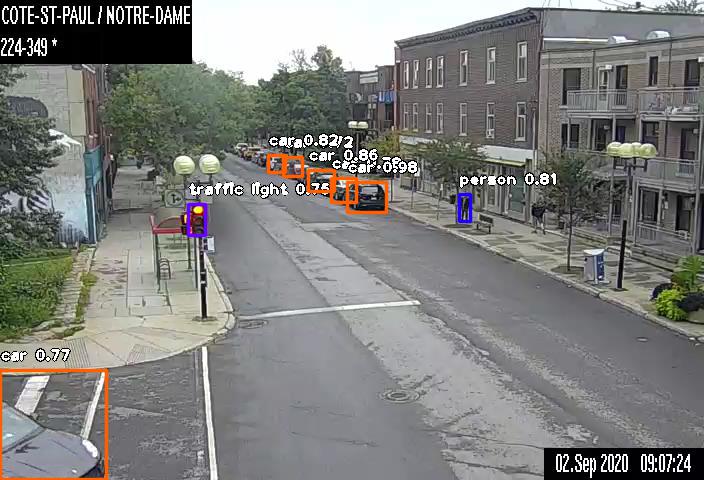 COTE-ST-PAUL / NOTRE-DAME
224-349 *
car 0.82
car 0.86
car 0.98
person 0.81
traffic light 0.75
car 0.77
02.Sep 2020 09:07:24